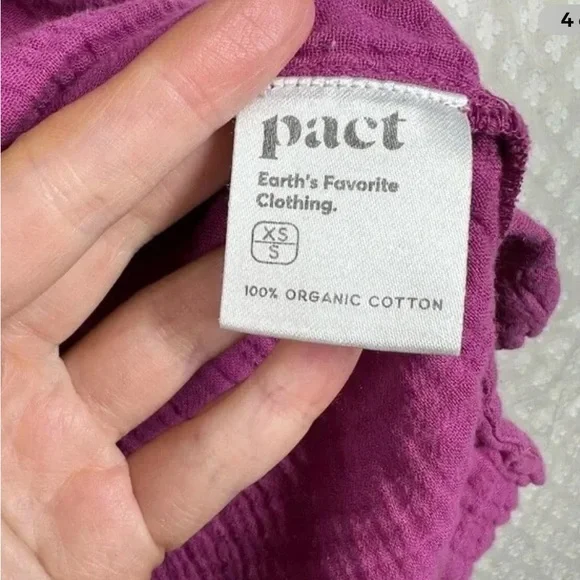 pact
Earth's Favorite
Clothing.
XS
S
100% ORGANIC COTTON